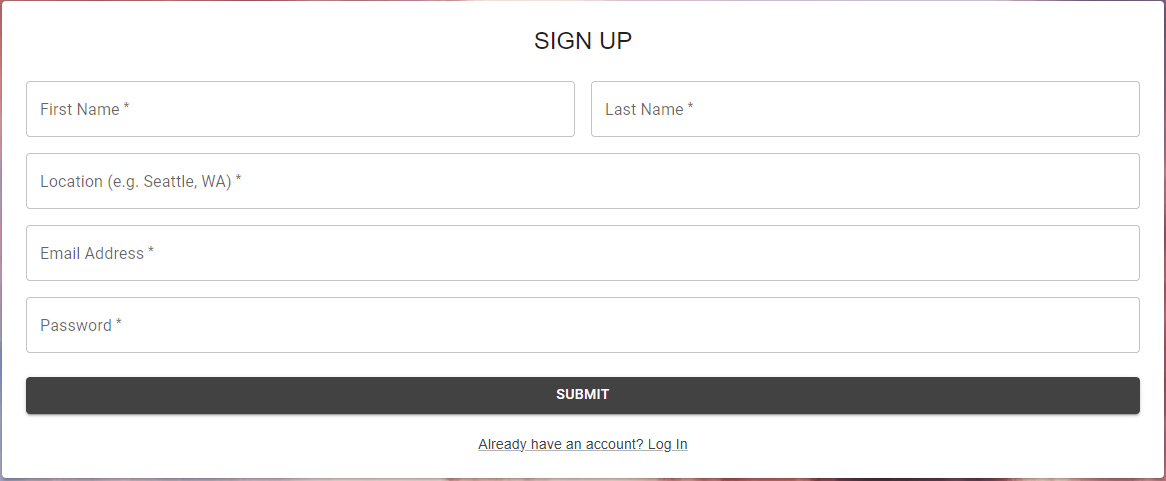 SIGN UP
First Name *
Last Name *
Location (e.g. Seattle, WA) *
Email Address *
Password *
SUBMIT
Already have an account? Log In